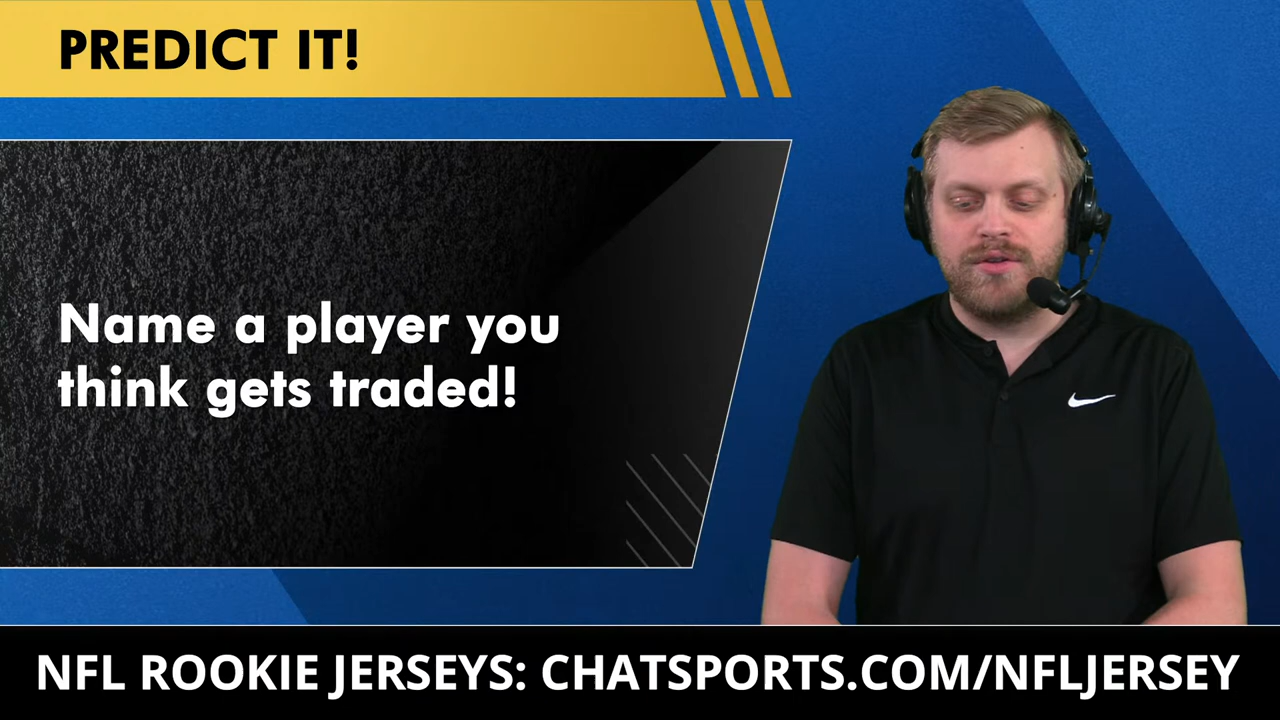 PREDICT IT!
Name a player you
think gets traded!
NFL ROOKIE JERSEYS: CHATSPORTS.COM/NFLJERSEY